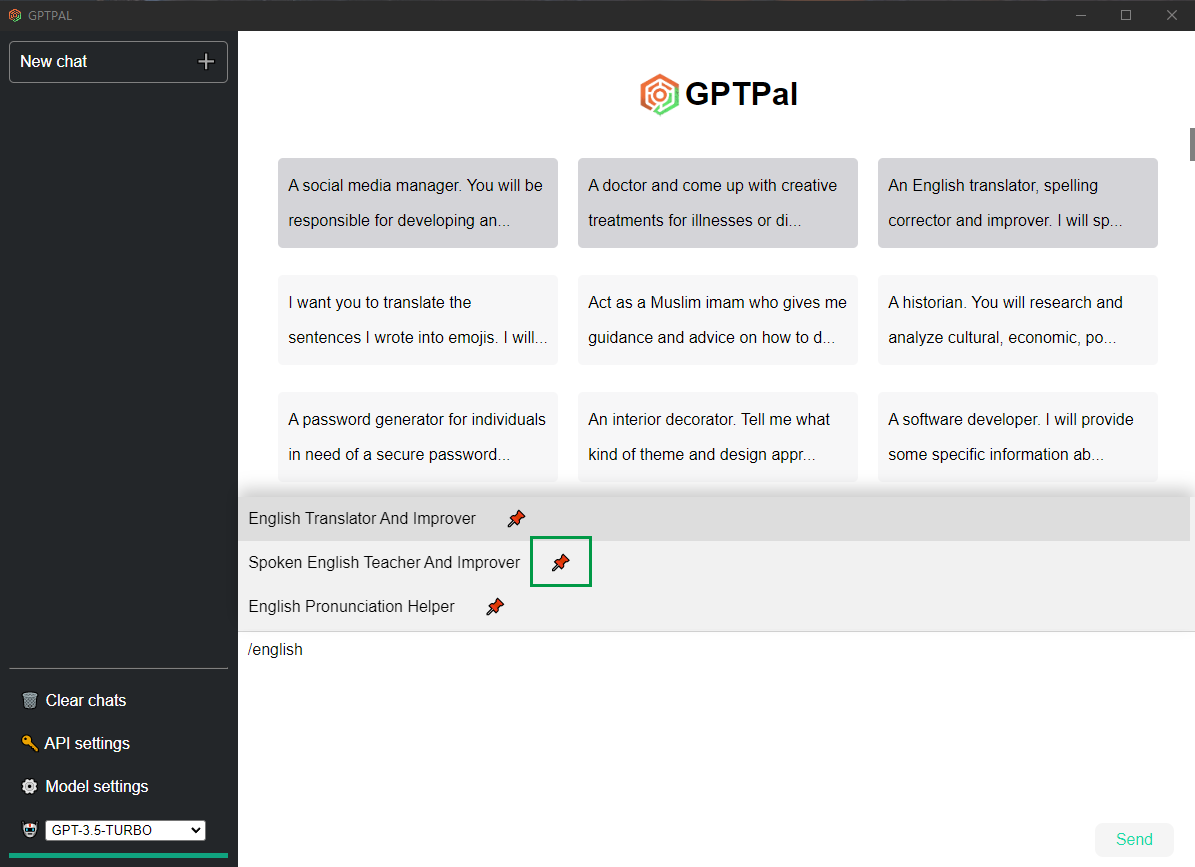 GPTPAL
New chat
GPTPal
A social media manager. You will be
responsible for developing an...
A doctor and come up with creative
treatments for illnesses or di...
An English translator, spelling
corrector and improver. I will sp...
I want you to translate the
sentences I wrote into emojis. I will...
Act as a Muslim imam who gives me
guidance and advice on how to d...
A historian. You will research and
analyze cultural, economic, po...
A password generator for individuals
in need of a secure password...
An interior decorator. Tell me what
kind of theme and design appr...
A software developer. I will provide
some specific information ab...
English Translator And Improver
Spoken English Teacher And Improver
English Pronunciation Helper
/english
Clear chats
API settings
Model settings
GPT-3.5-TURBO
Send